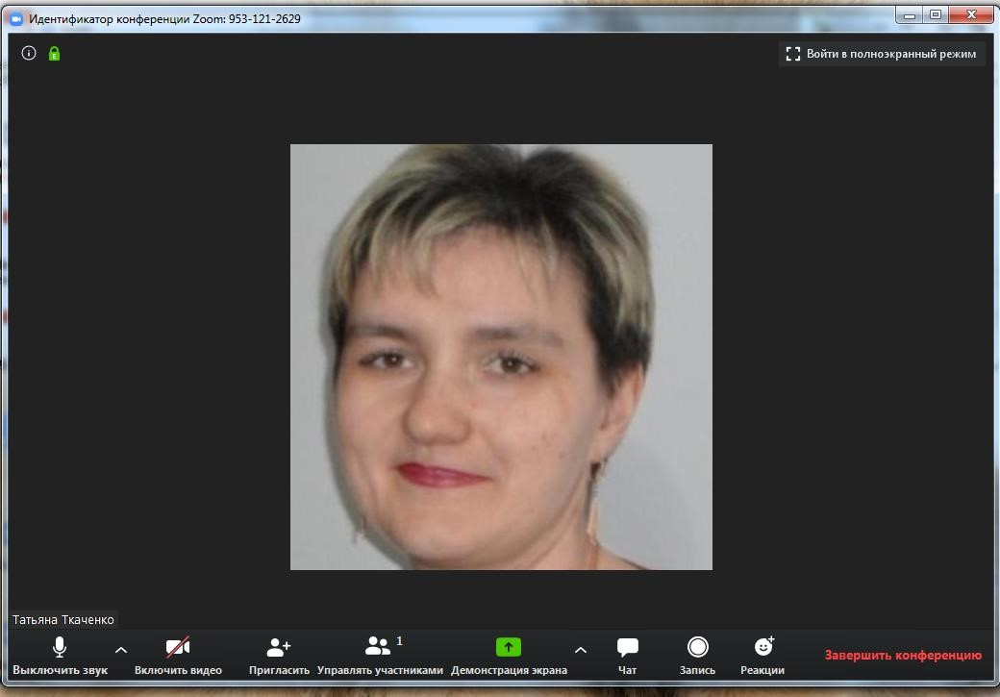 Идентификатор конференции Zoom: 953-121-2629
Войти в полноэкранный режим
Татьяна Ткаченко
1
Выключить звук
Включить видео
Пригласить
Управлять участниками
Демонстрация экрана
Чат
Запись
Реакции
Завершить конференцию